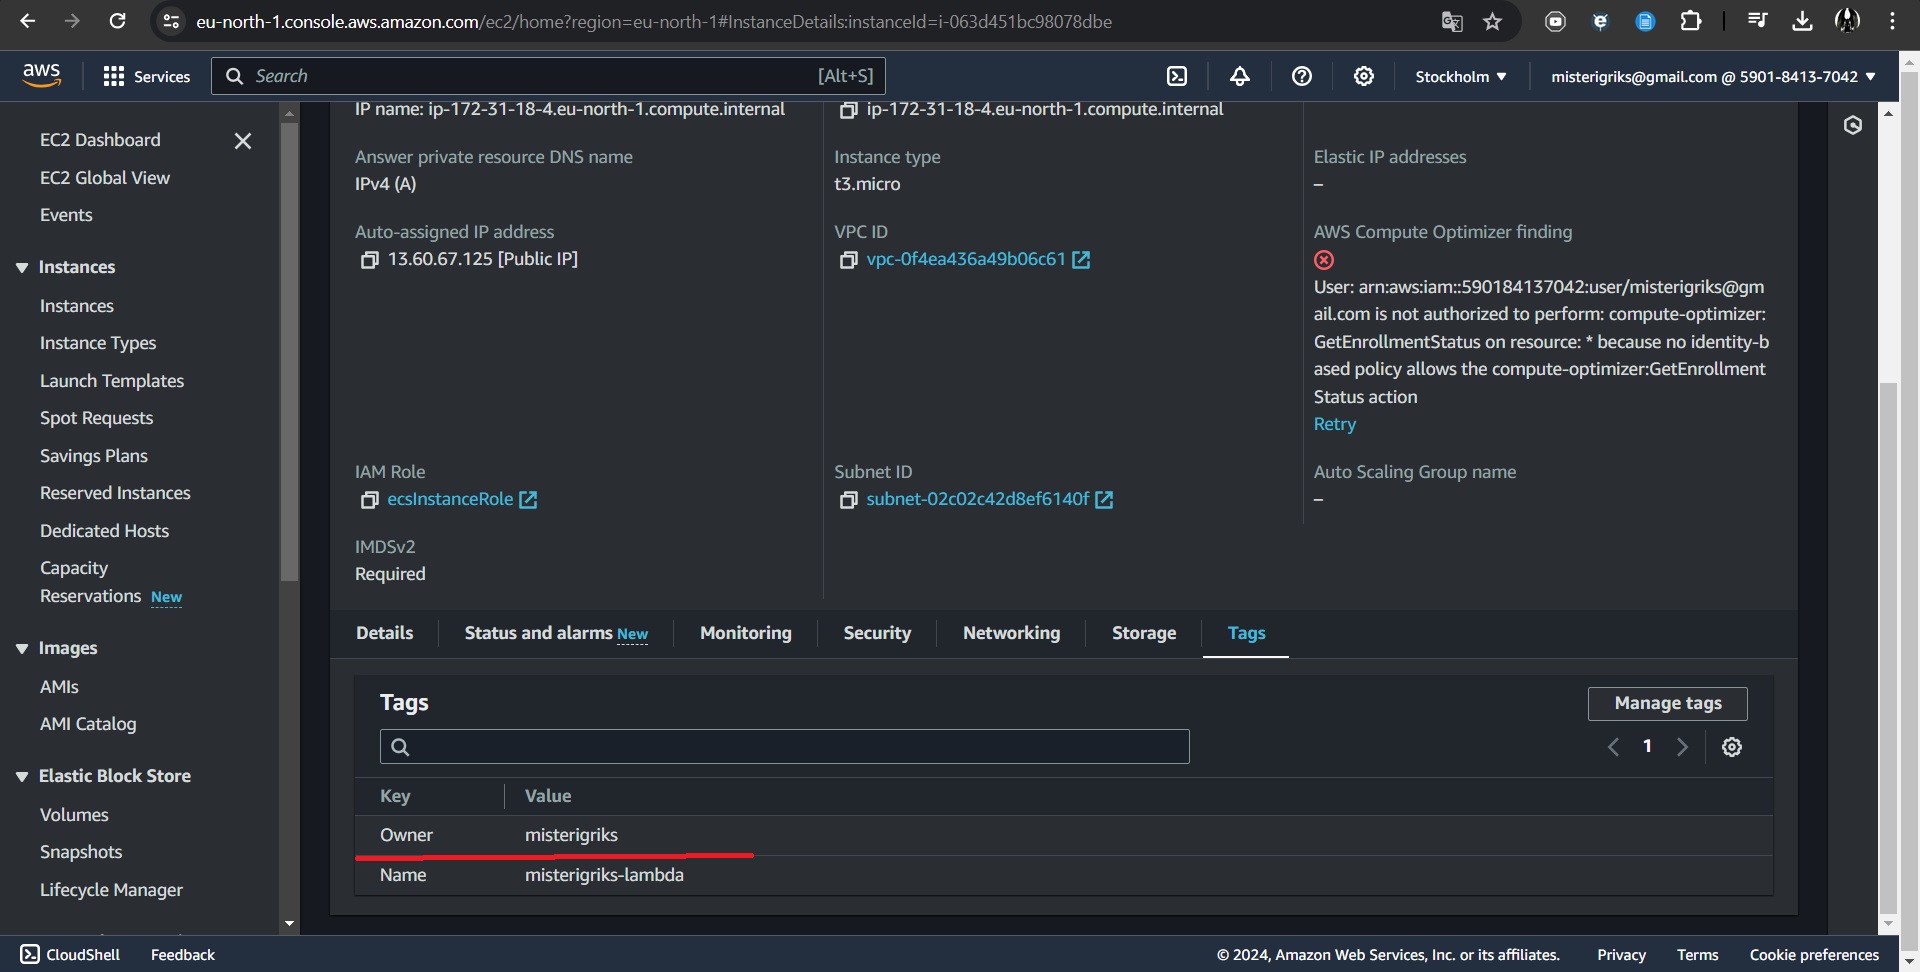 eu-north-1.console.aws.amazon.com/ec2/home?region=eu-north-1#InstanceDetails:instanceId=i-063d451bc98078dbe
aws
Services
Search
[Alt+S]
Stockholm ▼
misterigriks@gmail.com @ 5901-8413-7042 ▼
EC2 Dashboard
EC2 Global View
Events
Instances
Instances
Instance Types
Launch Templates
Spot Requests
Savings Plans
Reserved Instances
Dedicated Hosts
Capacity
Reservations New
Images
AMIs
AMI Catalog
Elastic Block Store
Volumes
Snapshots
Lifecycle Manager
IP name: ip-172-31-18-4.eu-north-1.compute.internal
ip-172-31-18-4.eu-north-1.compute.internal
Answer private resource DNS name
IPv4 (A)
Instance type
t3.micro
Elastic IP addresses
–
Auto-assigned IP address
13.60.67.125 [Public IP]
VPC ID
vpc-0f4ea436a49b06c61
AWS Compute Optimizer finding
User: arn:aws:iam::590184137042:user/misterigriks@gm
ail.com is not authorized to perform: compute-optimizer:
GetEnrollmentStatus on resource: * because no identity-b
ased policy allows the compute-optimizer:GetEnrollment
Status action
Retry
IAM Role
ecsInstanceRole
Subnet ID
subnet-02c02c42d8ef6140f
Auto Scaling Group name
–
IMDSv2
Required
Details
Status and alarms New
Monitoring
Security
Networking
Storage
Tags
Tags
Manage tags
1
Key
Value
Owner
misterigriks
Name
misterigriks-lambda
CloudShell
Feedback
© 2024, Amazon Web Services, Inc. or its affiliates.
Privacy
Terms
Cookie preferences